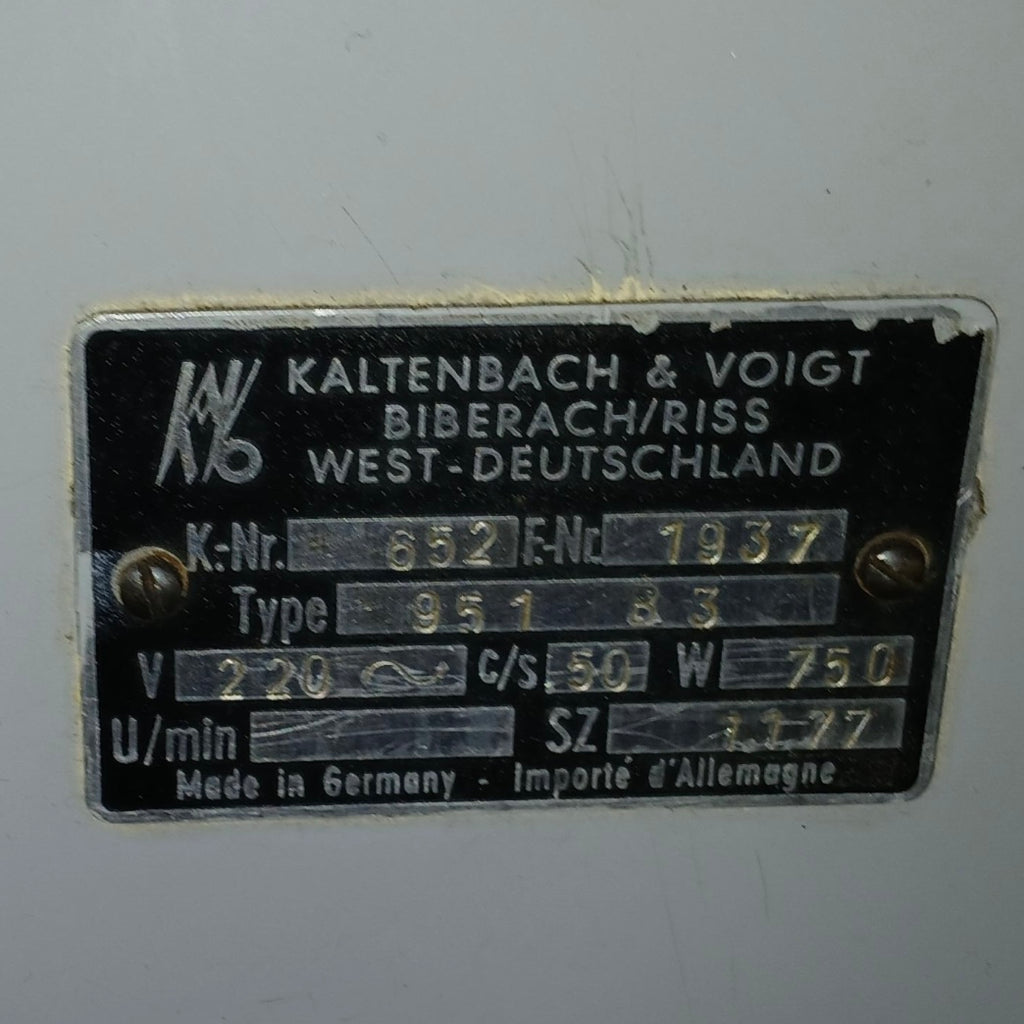 KALTENBACH & VOIGT
BIBERACH/RISS
WEST-DEUTSCHLAND
K.-Nr. 652 F.-Nr. 1937
Type 951 83
V 220 ~ c/s 50 W 750
U/min SZ 1177
Made in Germany - Importé d'Allemagne